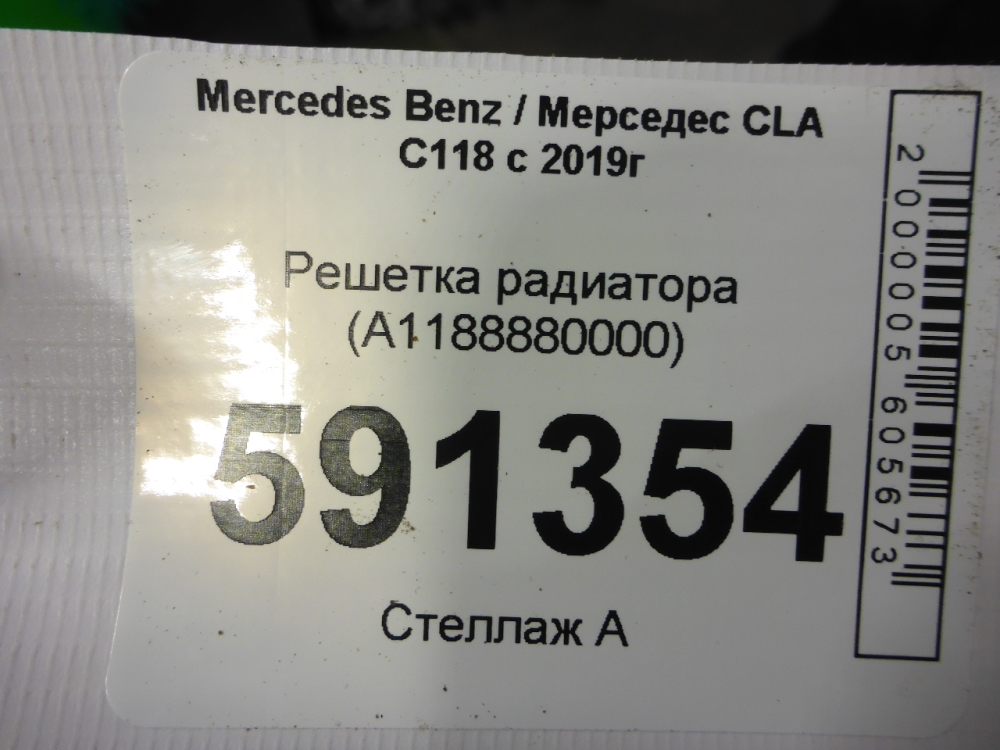 Mercedes Benz / Мерседес CLA
C118 с 2019г
Решетка радиатора
(A1188880000)
591354
Стеллаж А
2000005605673